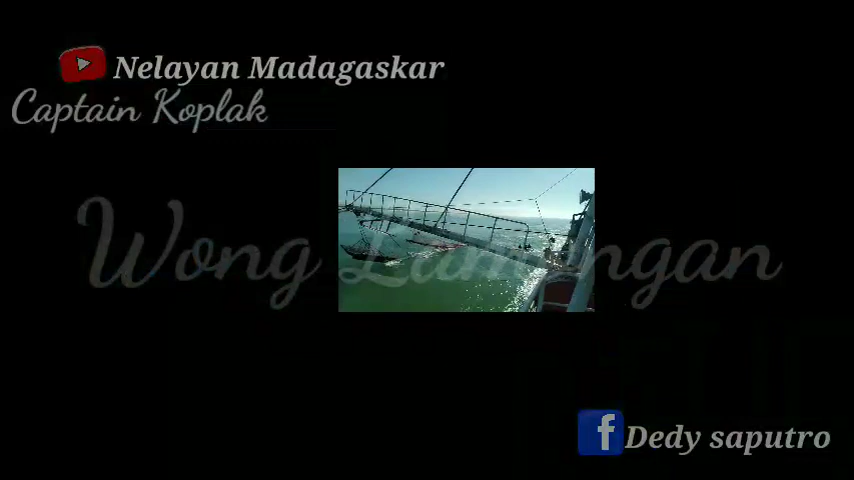 Nelayan Madagaskar
Captain Koplak
Wong Lamongan
Dedy saputro